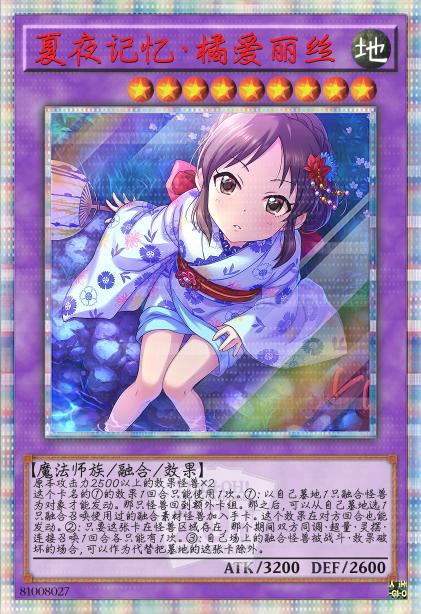 夏夜记忆·橘爱丽丝
地
【魔法师族/融合/效果】
原本攻击力2500以上的效果怪兽×2
这个卡名的①的效果1回合只能使用1次。①:以自己墓地1只融合怪兽
为对象才能发动。那只怪兽回到额外卡组。那之后,可以从自己墓地选1
只融合召唤使用过的融合素材怪兽加入手卡。这个效果在对方回合也能
发动。②:只要这张卡在怪兽区域存在,那个期间双方同调·超量·灵摆·
连接召唤1回合各只能有1次。③:自己场上的融合怪兽被战斗·效果破
坏的场合,可以作为代替把墓地的这张卡除外。
ATK/3200 DEF/2600
81008027